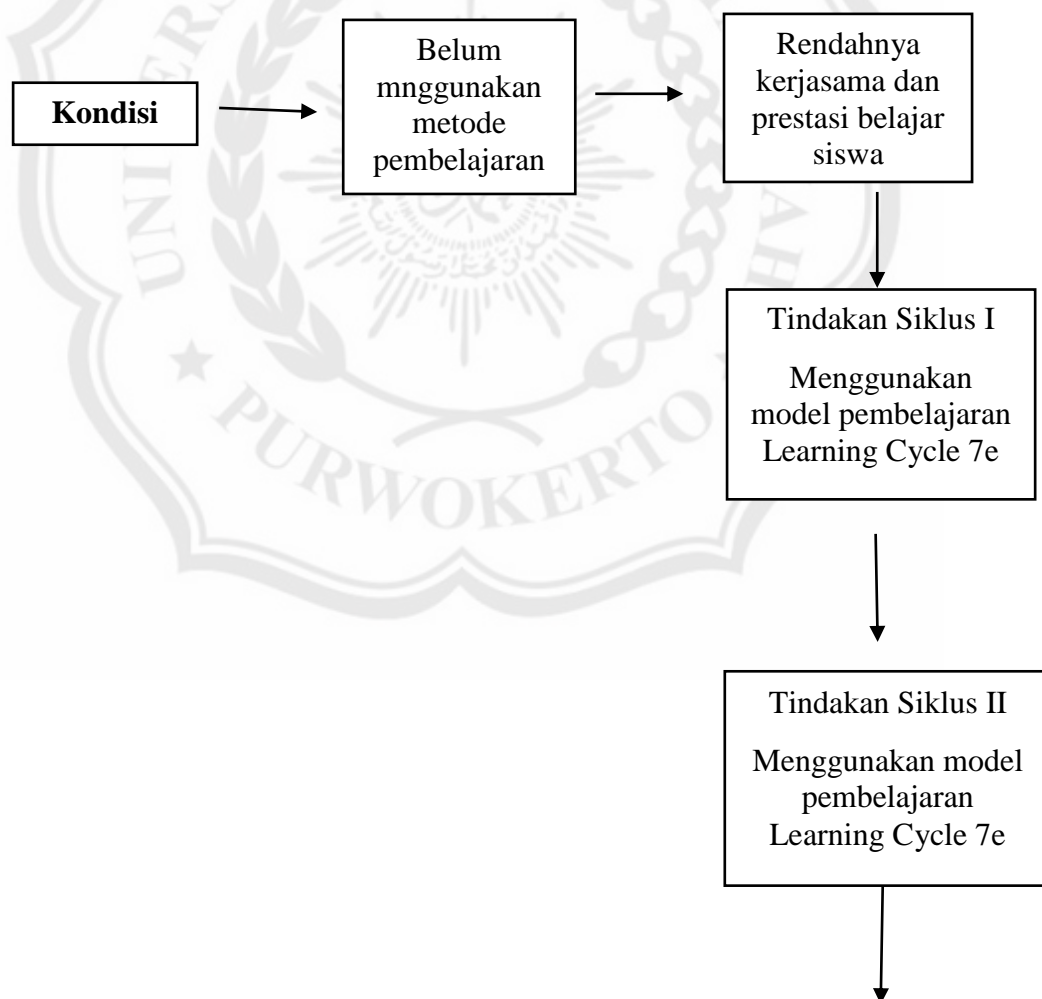 Kondisi
Belum
mnggunakan
metode
pembelajaran
Rendahnya
kerjasama dan
prestasi belajar
siswa
Tindakan Siklus I
Menggunakan
model pembelajaran
Learning Cycle 7e
Tindakan Siklus II
Menggunakan model
pembelajaran
Learning Cycle 7e
PURWOKERTO